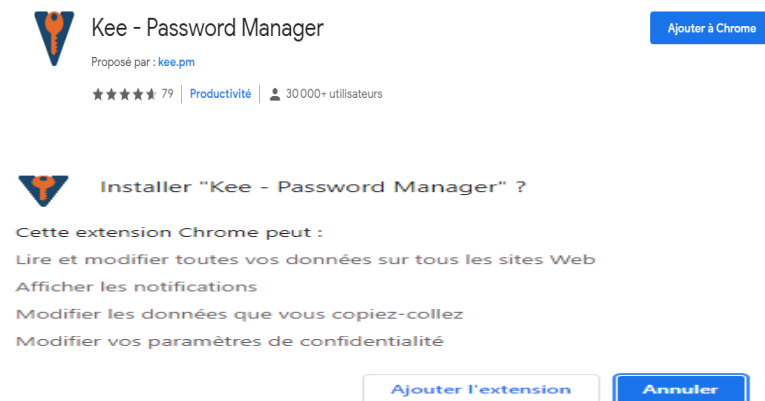 Kee - Password Manager
Ajouter à Chrome
Proposé par : kee.pm
79 Productivité 30 000+ utilisateurs
Installer "Kee - Password Manager" ?
Cette extension Chrome peut :
Lire et modifier toutes vos données sur tous les sites Web
Afficher les notifications
Modifier les données que vous copiez-collez
Modifier vos paramètres de confidentialité
Ajouter l'extension Annuler